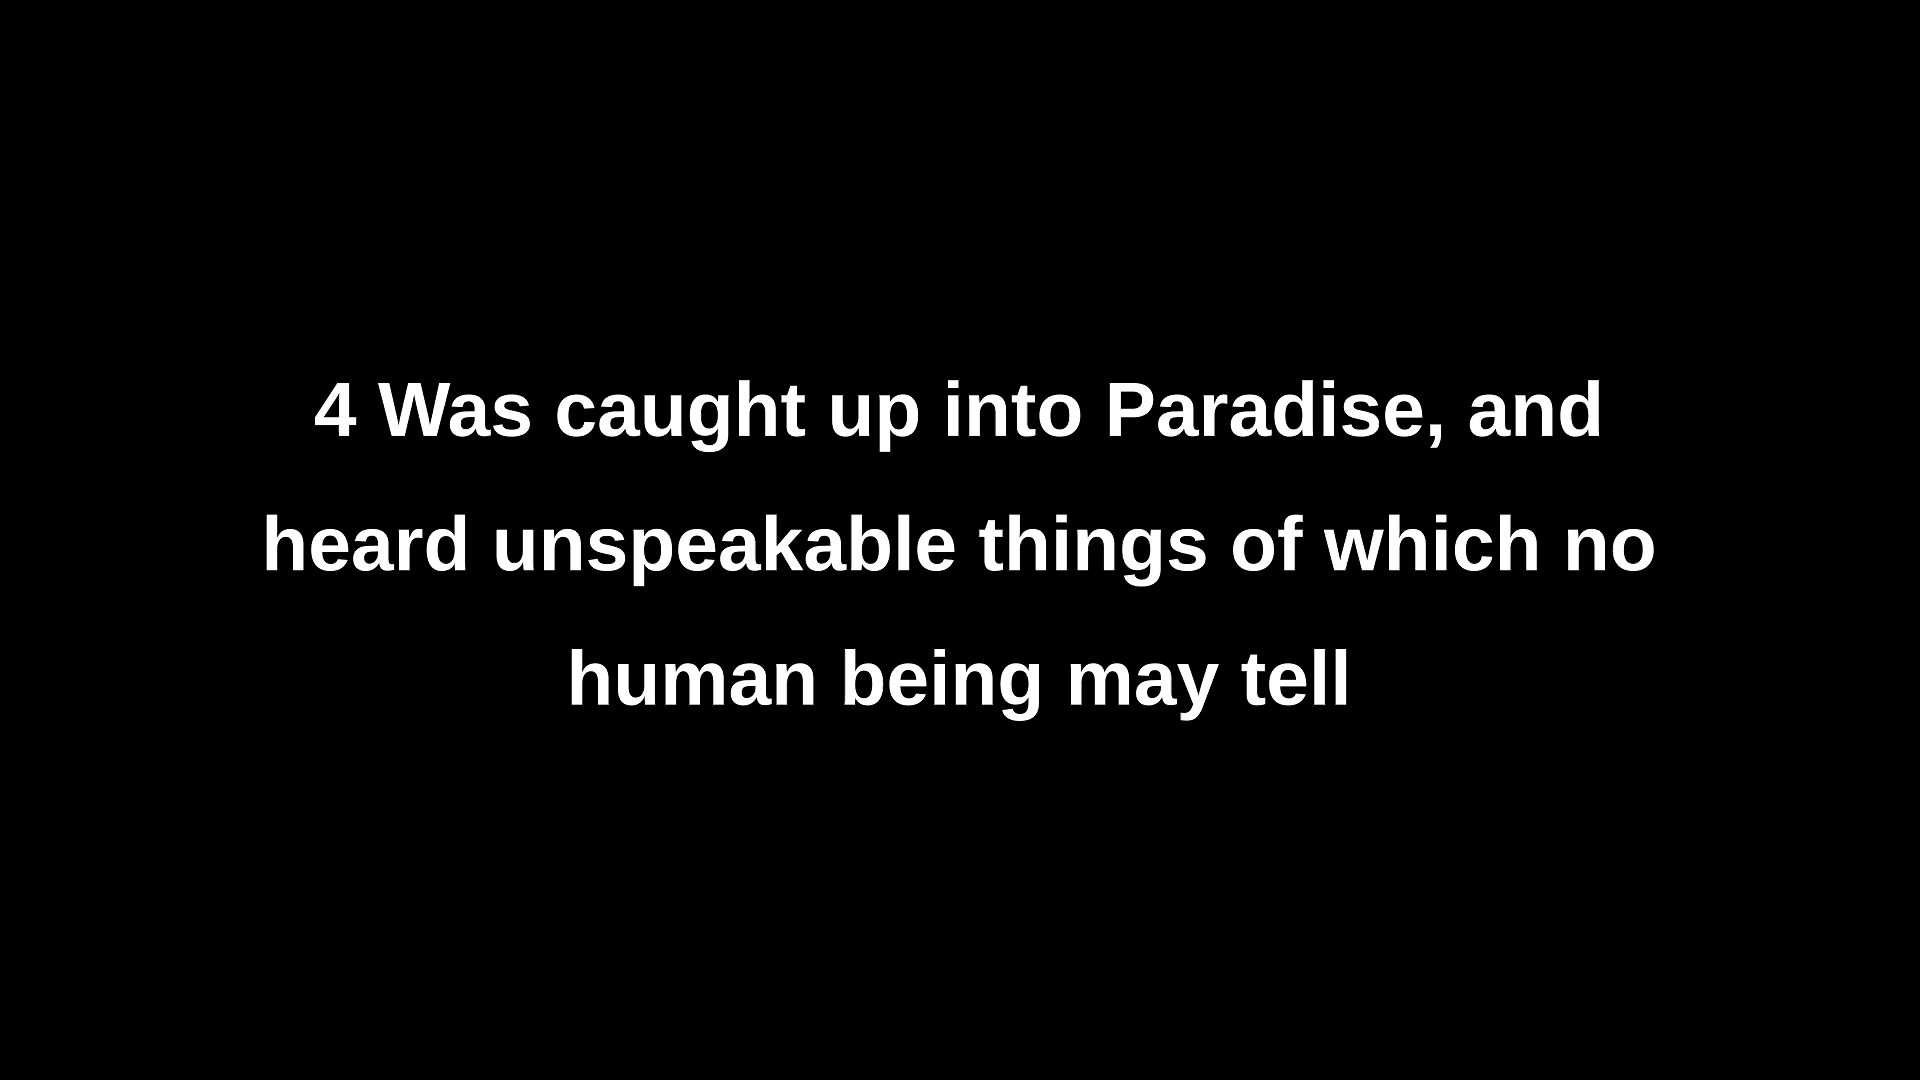 4 Was caught up into Paradise, and
heard unspeakable things of which no
human being may tell